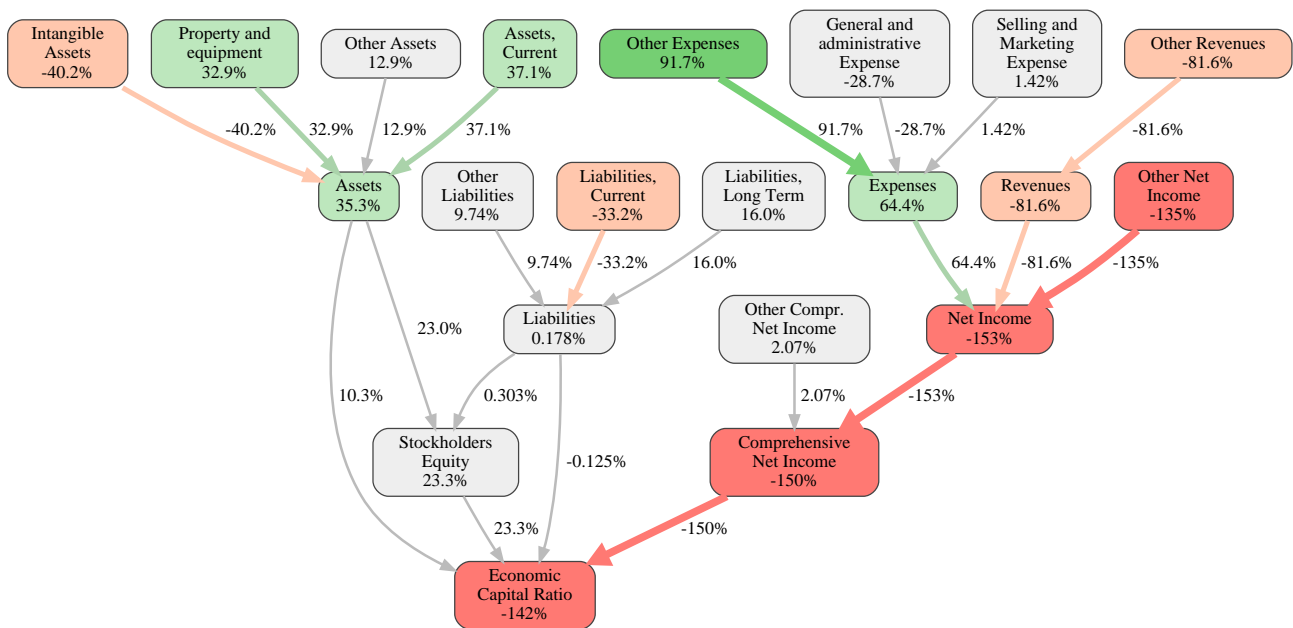 Intangible
Assets
-40.2%
Property and
equipment
32.9%
Other Assets
12.9%
Assets,
Current
37.1%
Other Expenses
91.7%
General and
administrative
Expense
-28.7%
Selling and
Marketing
Expense
1.42%
Other Revenues
-81.6%
-40.2%
32.9%
12.9%
37.1%
91.7%
-28.7%
1.42%
-81.6%
Assets
35.3%
Other
Liabilities
9.74%
Liabilities,
Current
-33.2%
Liabilities,
Long Term
16.0%
Expenses
64.4%
Revenues
-81.6%
Other Net
Income
-135%
9.74%
-33.2%
16.0%
64.4%
-81.6%
-135%
Liabilities
0.178%
Other Compr.
Net Income
2.07%
Net Income
-153%
23.0%
10.3%
0.303%
2.07%
-153%
Stockholders
Equity
23.3%
-0.125%
Comprehensive
Net Income
-150%
23.3%
-150%
Economic
Capital Ratio
-142%